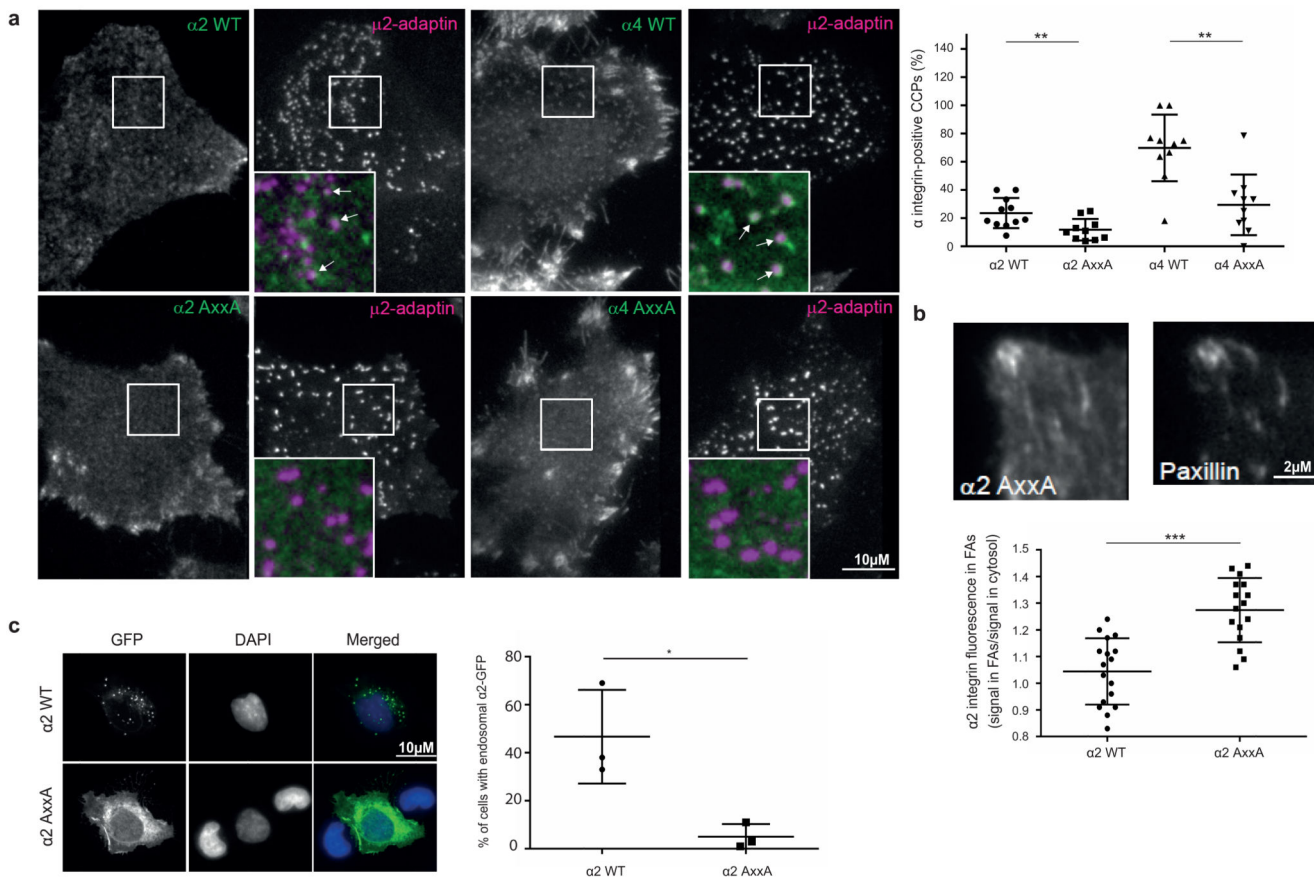 a
α2 WT
μ2-adaptin
α4 WT
μ2-adaptin
α2 AxxA
μ2-adaptin
α4 AxxA
μ2-adaptin
10μM
α integrin-positive CCPs (%)
140
120
100
80
60
40
20
0
**
**
α2 WT
α2 AxxA
α4 WT
α4 AxxA
b
α2 AxxA
Paxillin
2μM
α2 integrin fluorescence in FAs
(signal in FAs/signal in cytosol)
1.5
1.4
1.3
1.2
1.1
1.0
0.9
0.8
***
α2 WT
α2 AxxA
c
GFP
DAPI
Merged
α2 WT
10μM
α2 AxxA
% of cells with endosomal α2-GFP
80
60
40
20
0
*
α2 WT
α2 AxxA